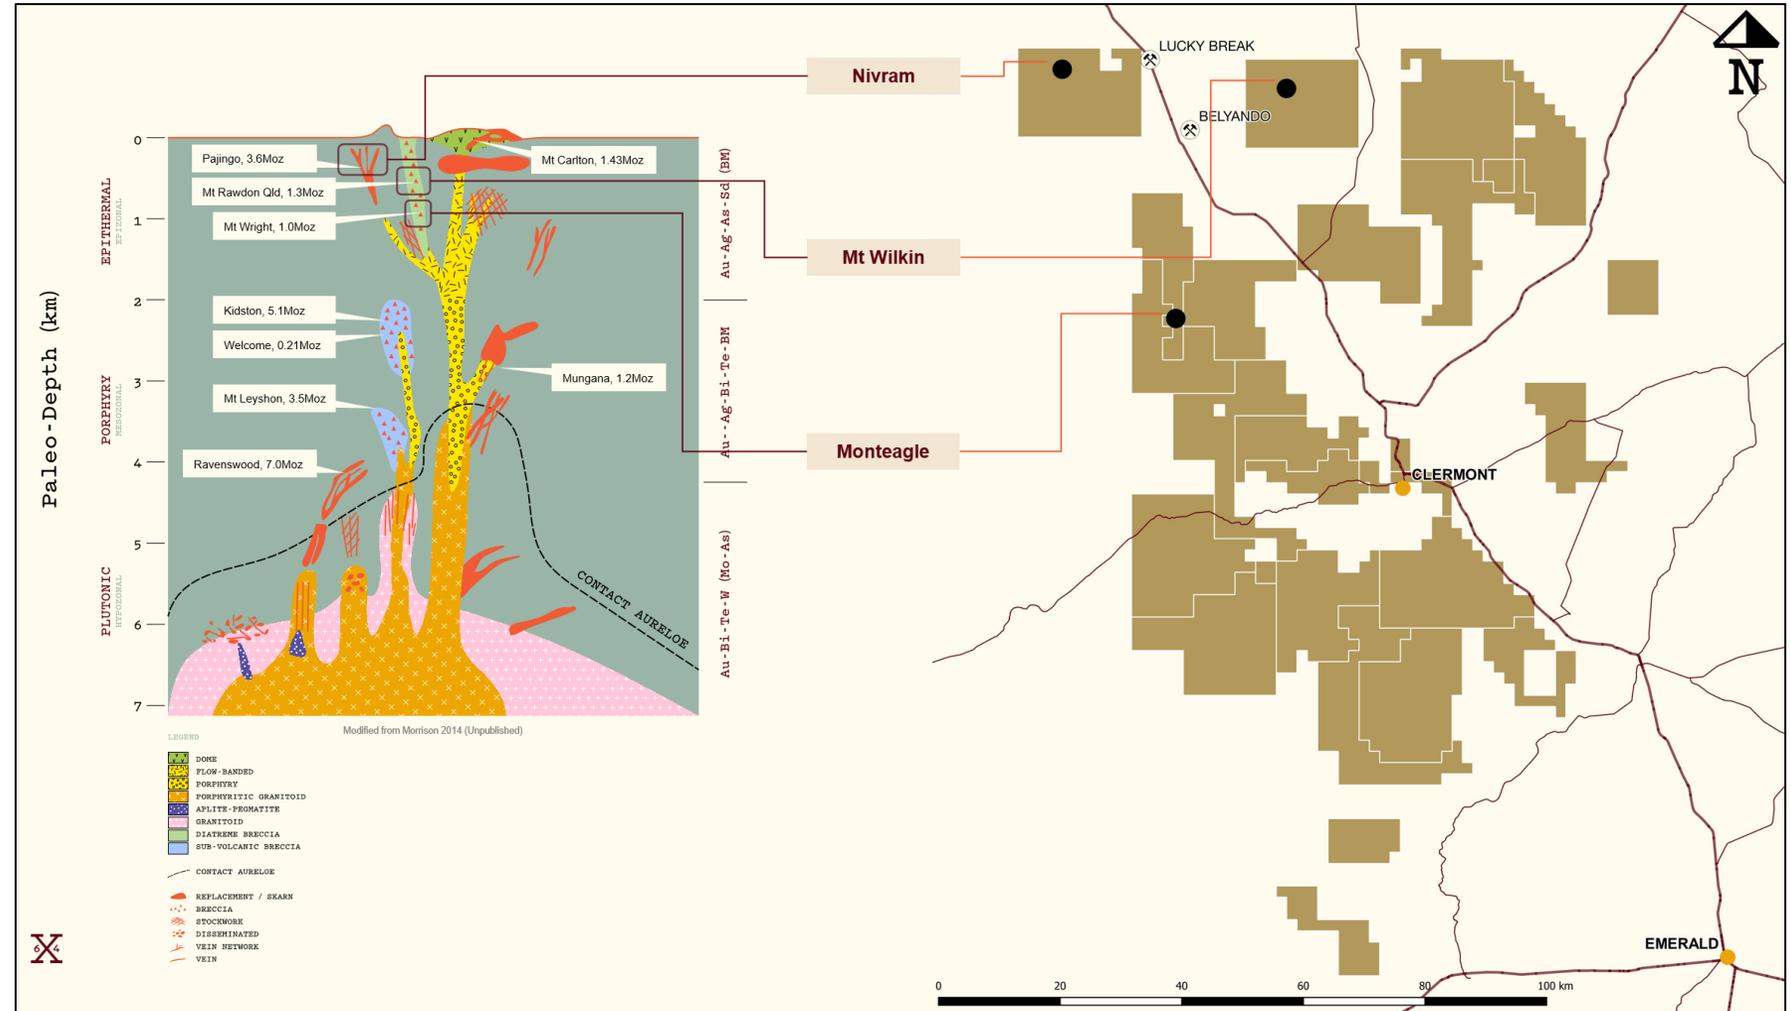 LUCKY BREAK
Nivram
N
BELYANDO
0
Pajingo, 3.6Moz
Mt Carlton, 1.43Moz
Mt Rawdon Qld, 1.3Moz
1
Mt Wright, 1.0Moz
EPITHERMAL
EPIZONAL
Au-Ag-As-Sd (BM)
Mt Wilkin
2
Kidston, 5.1Moz
Welcome, 0.21Moz
Paleo-Depth (km)
3
Mungana, 1.2Moz
Mt Leyshon, 3.5Moz
PORPHYRY
MESOZONAL
Au--Ag-Bi-Te-BM
Monteagle
4
Ravenswood, 7.0Moz
CLERMONT
5
PLUTONIC
HYPOZONAL
CONTACT AURELOE
Au-Bi-Te-W (Mo-As)
6
7
Modified from Morrison 2014 (Unpublished)
LEGEND
DOME
FLOW-BANDED
PORPHYRY
PORPHYRITIC GRANITOID
APLITE-PEGMATITE
GRANITOID
DIATREME BRECCIA
SUB-VOLCANIC BRECCIA
CONTACT AURELOE
REPLACEMENT / SKARN
BRECCIA
STOCKWORK
DISSEMINATED
VEIN NETWORK
VEIN
6X4
EMERALD
0 20 40 60 80 100 km